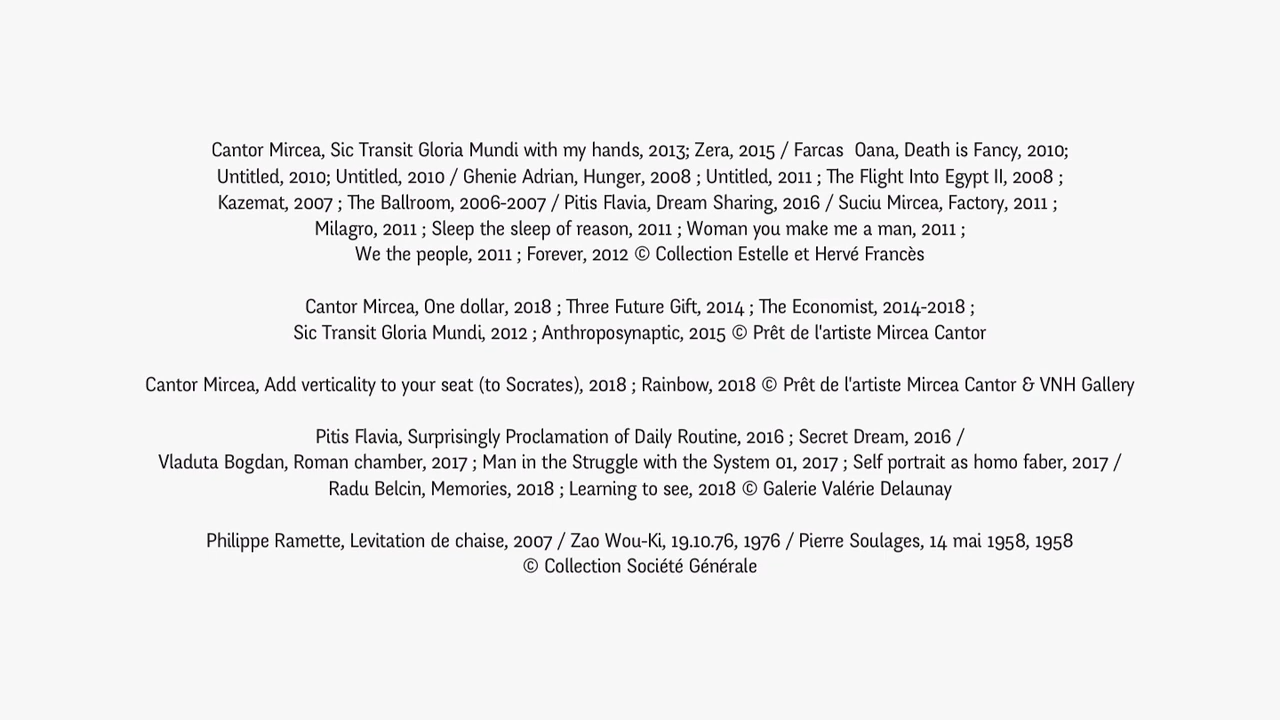 Cantor Mircea, Sic Transit Gloria Mundi with my hands, 2013; Zera, 2015 / Farcas  Oana, Death is Fancy, 2010;
Untitled, 2010; Untitled, 2010 / Ghenie Adrian, Hunger, 2008 ; Untitled, 2011 ; The Flight Into Egypt II, 2008 ;
Kazemat, 2007 ; The Ballroom, 2006-2007 / Pitis Flavia, Dream Sharing, 2016 / Suciu Mircea, Factory, 2011 ;
Milagro, 2011 ; Sleep the sleep of reason, 2011 ; Woman you make me a man, 2011 ;
We the people, 2011 ; Forever, 2012 © Collection Estelle et Hervé Francès
Cantor Mircea, One dollar, 2018 ; Three Future Gift, 2014 ; The Economist, 2014-2018 ;
Sic Transit Gloria Mundi, 2012 ; Anthroposynaptic, 2015 © Prêt de l'artiste Mircea Cantor
Cantor Mircea, Add verticality to your seat (to Socrates), 2018 ; Rainbow, 2018 © Prêt de l'artiste Mircea Cantor & VNH Gallery
Pitis Flavia, Surprisingly Proclamation of Daily Routine, 2016 ; Secret Dream, 2016 /
Vladuta Bogdan, Roman chamber, 2017 ; Man in the Struggle with the System 01, 2017 ; Self portrait as homo faber, 2017 /
Radu Belcin, Memories, 2018 ; Learning to see, 2018 © Galerie Valérie Delaunay
Philippe Ramette, Levitation de chaise, 2007 / Zao Wou-Ki, 19.10.76, 1976 / Pierre Soulages, 14 mai 1958, 1958
© Collection Société Générale